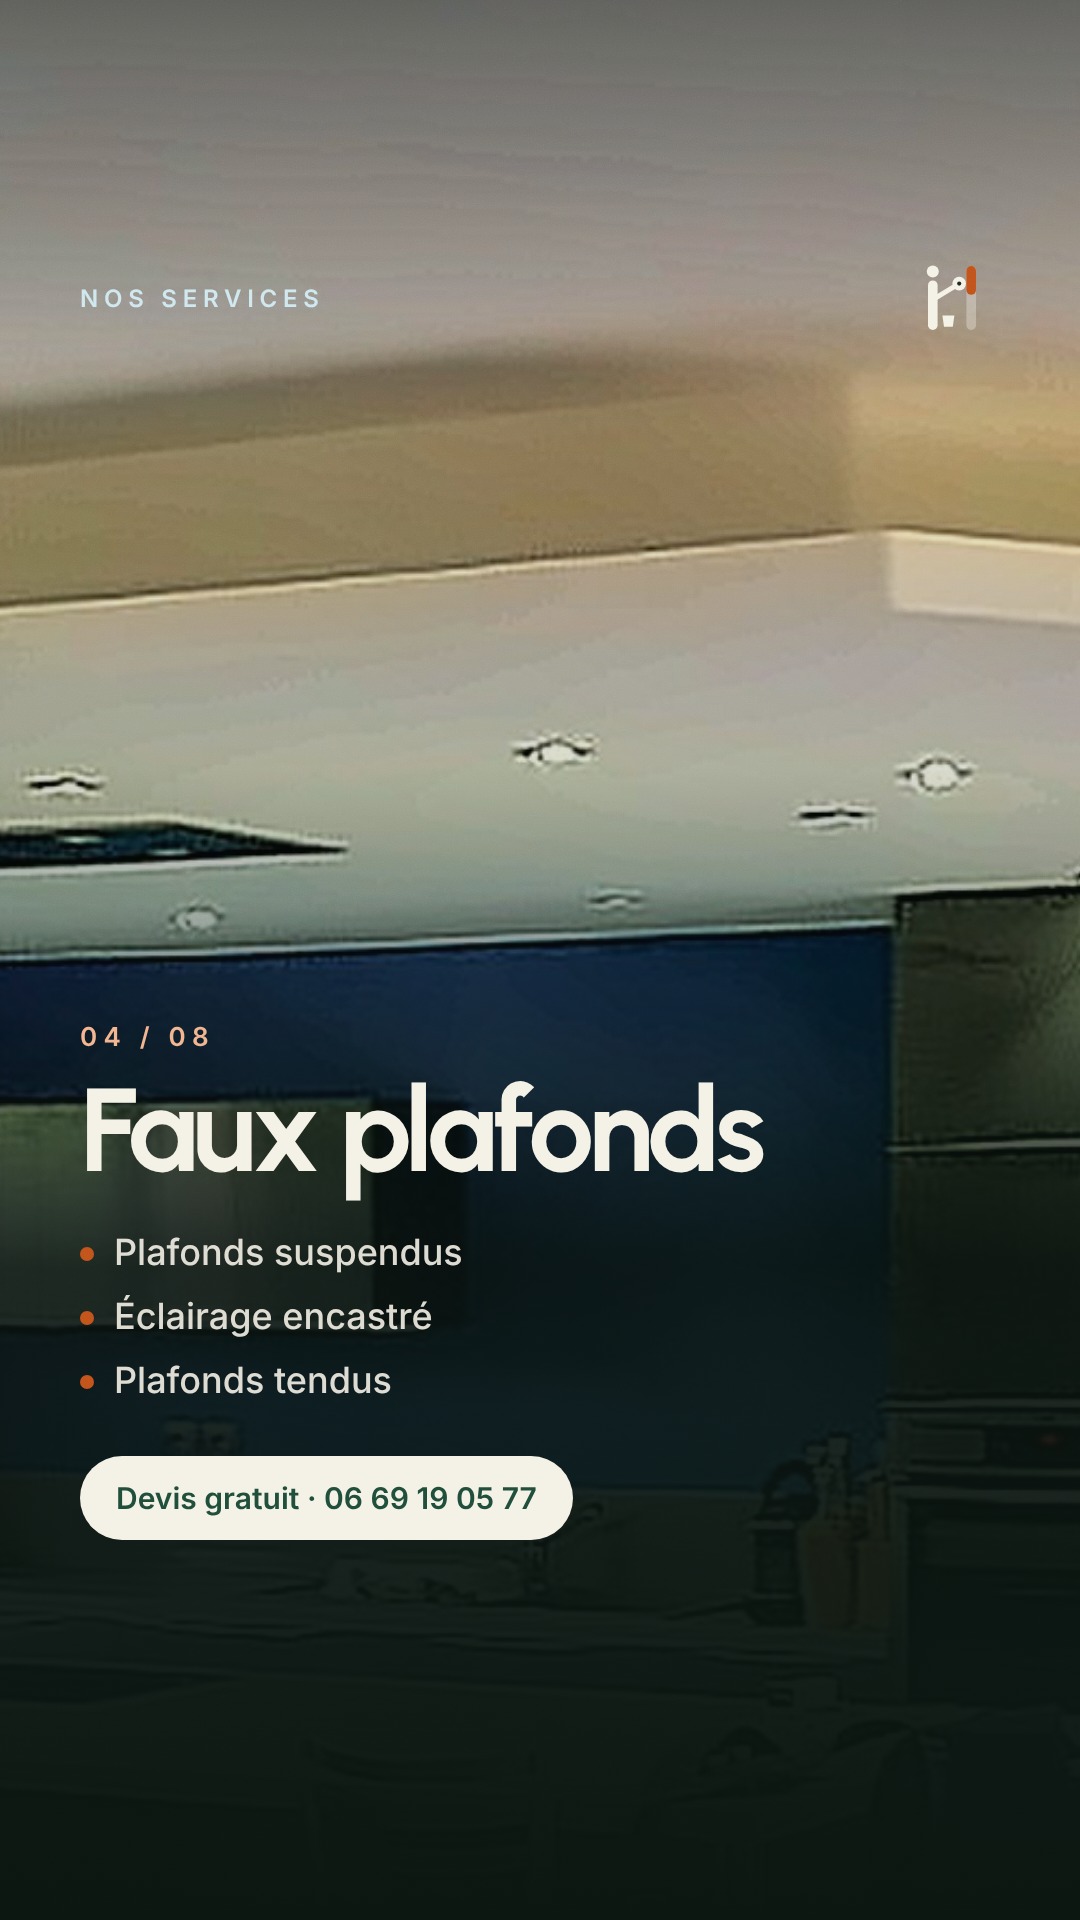 NOS SERVICES
04 / 08
Faux plafonds
Plafonds suspendus
Éclairage encastré
Plafonds tendus
Devis gratuit · 06 69 19 05 77